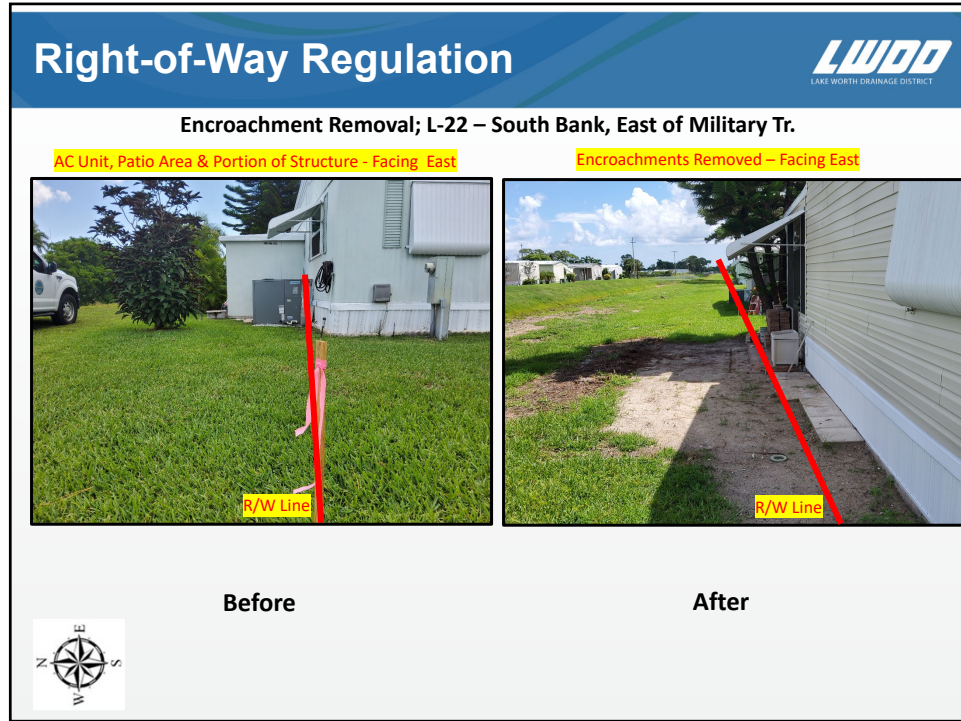 Right-of-Way Regulation
LWDD
LAKE WORTH DRAINAGE DISTRICT
Encroachment Removal; L-22 – South Bank, East of Military Tr.
AC Unit, Patio Area & Portion of Structure - Facing East
Encroachments Removed – Facing East
R/W Line
R/W Line
Before
After
E
N
S
W